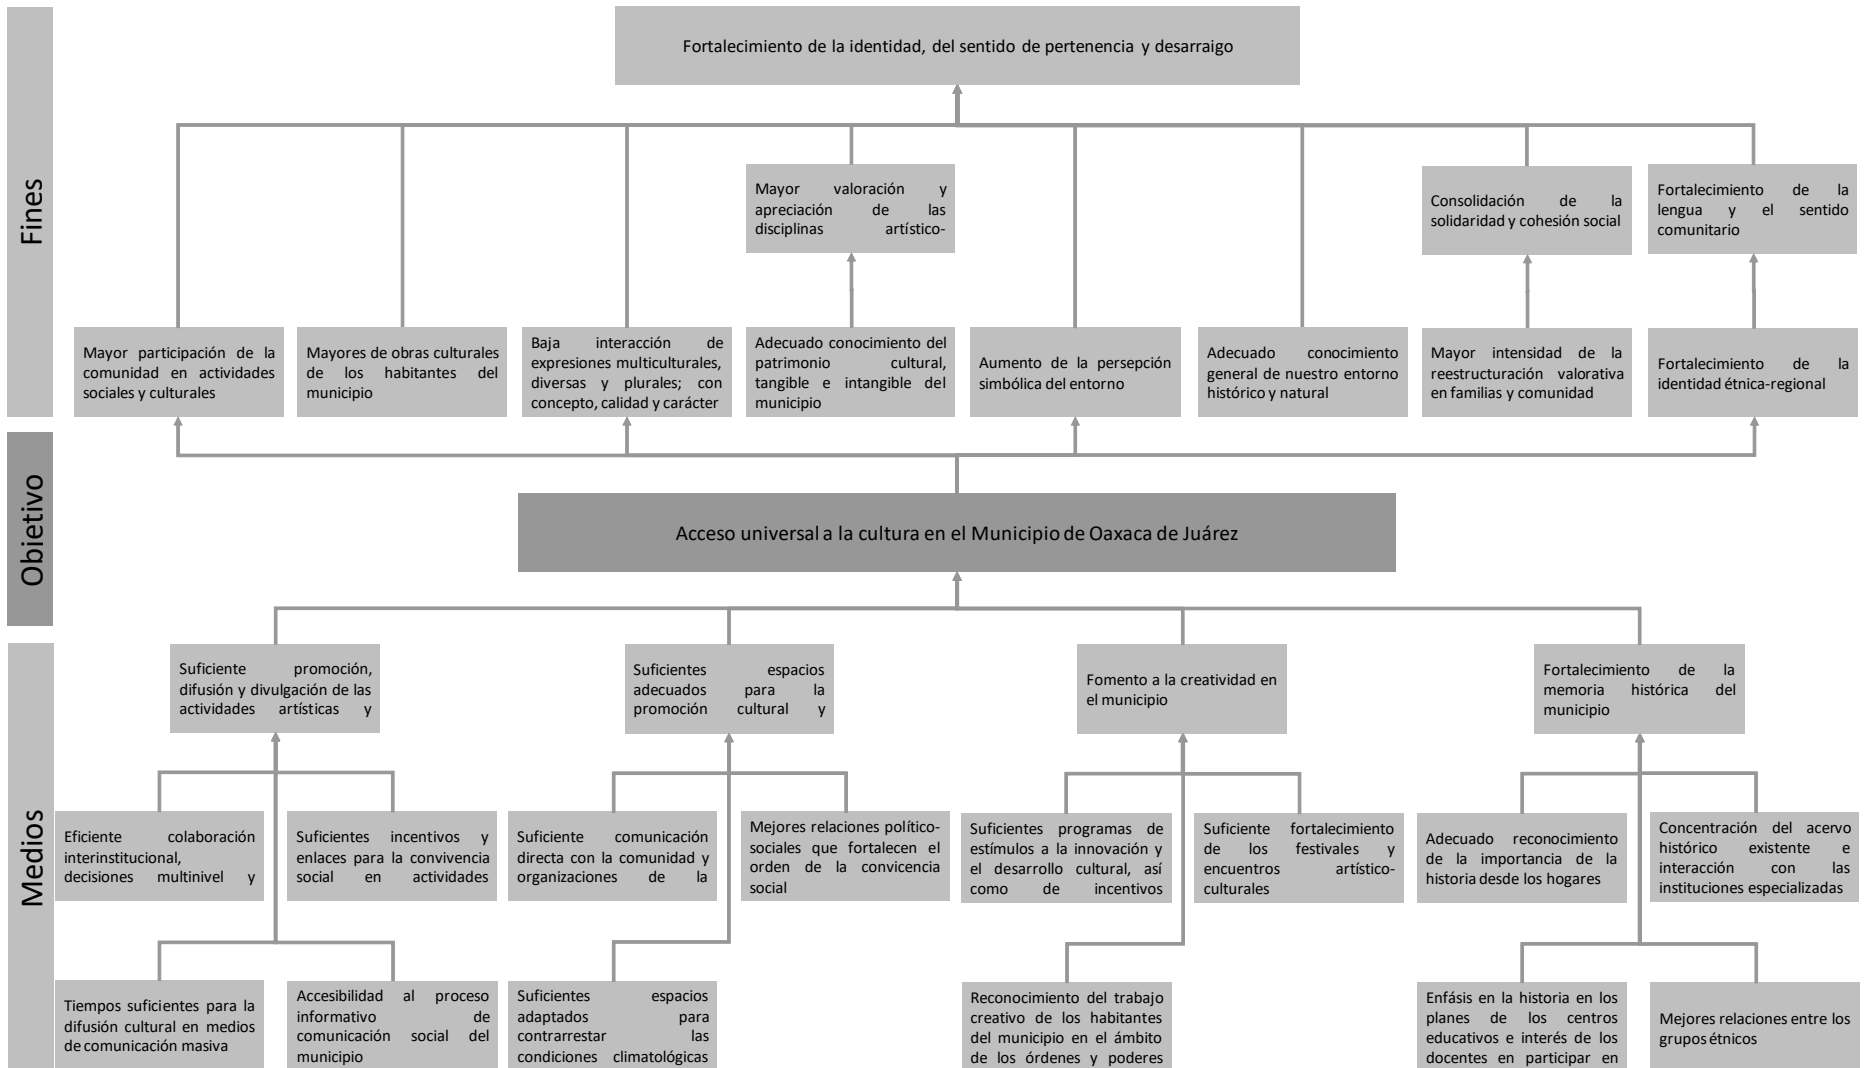 Fines
Fortalecimiento de la identidad, del sentido de pertenencia y desarraigo
Mayor valoración y
apreciación de las
disciplinas artístico-
Consolidación de la
solidaridad y cohesión social
Fortalecimiento de la
lengua y el sentido
comunitario
Mayor participación de la
comunidad en actividades
sociales y culturales
Mayores de obras culturales
de los habitantes del
municipio
Baja interacción de
expresiones multiculturales,
diversas y plurales; con
concepto, calidad y carácter
Adecuado conocimiento del
patrimonio cultural,
tangible e intangible del
municipio
Aumento de la persepción
simbólica del entorno
Adecuado conocimiento
general de nuestro entorno
histórico y natural
Mayor intensidad de la
reestructuración valorativa
en familias y comunidad
Fortalecimiento de la
identidad étnica-regional
Objetivo
Acceso universal a la cultura en el Municipio de Oaxaca de Juárez
Medios
Suficiente promoción,
difusión y divulgación de las
actividades artísticas y
Suficientes espacios
adecuados para la
promoción cultural y
Fomento a la creatividad en
el municipio
Fortalecimiento de la
memoria histórica del
municipio
Eficiente colaboración
interinstitucional,
decisiones multinivel y
Suficientes incentivos y
enlaces para la convivencia
social en actividades
Suficiente comunicación
directa con la comunidad y
organizaciones de la
Mejores relaciones político-
sociales que fortalecen el
orden de la convicencia
social
Suficientes programas de
estímulos a la innovación y
el desarrollo cultural, así
como de incentivos
Suficiente fortalecimiento
de los festivales y
encuentros artístico-
culturales
Adecuado reconocimiento
de la importancia de la
historia desde los hogares
Concentración del acervo
histórico existente e
interacción con las
instituciones especializadas
Tiempos suficientes para la
difusión cultural en medios
de comunicación masiva
Accesibilidad al proceso
informativo de
comunicación social del
municipio
Suficientes espacios
adaptados para
contrarrestar las
condiciones climatológicas
Reconocimiento del trabajo
creativo de los habitantes
del municipio en el ámbito
de los órdenes y poderes
Enfásis en la historia en los
planes de los centros
educativos e interés de los
docentes en participar en
Mejores relaciones entre los
grupos étnicos